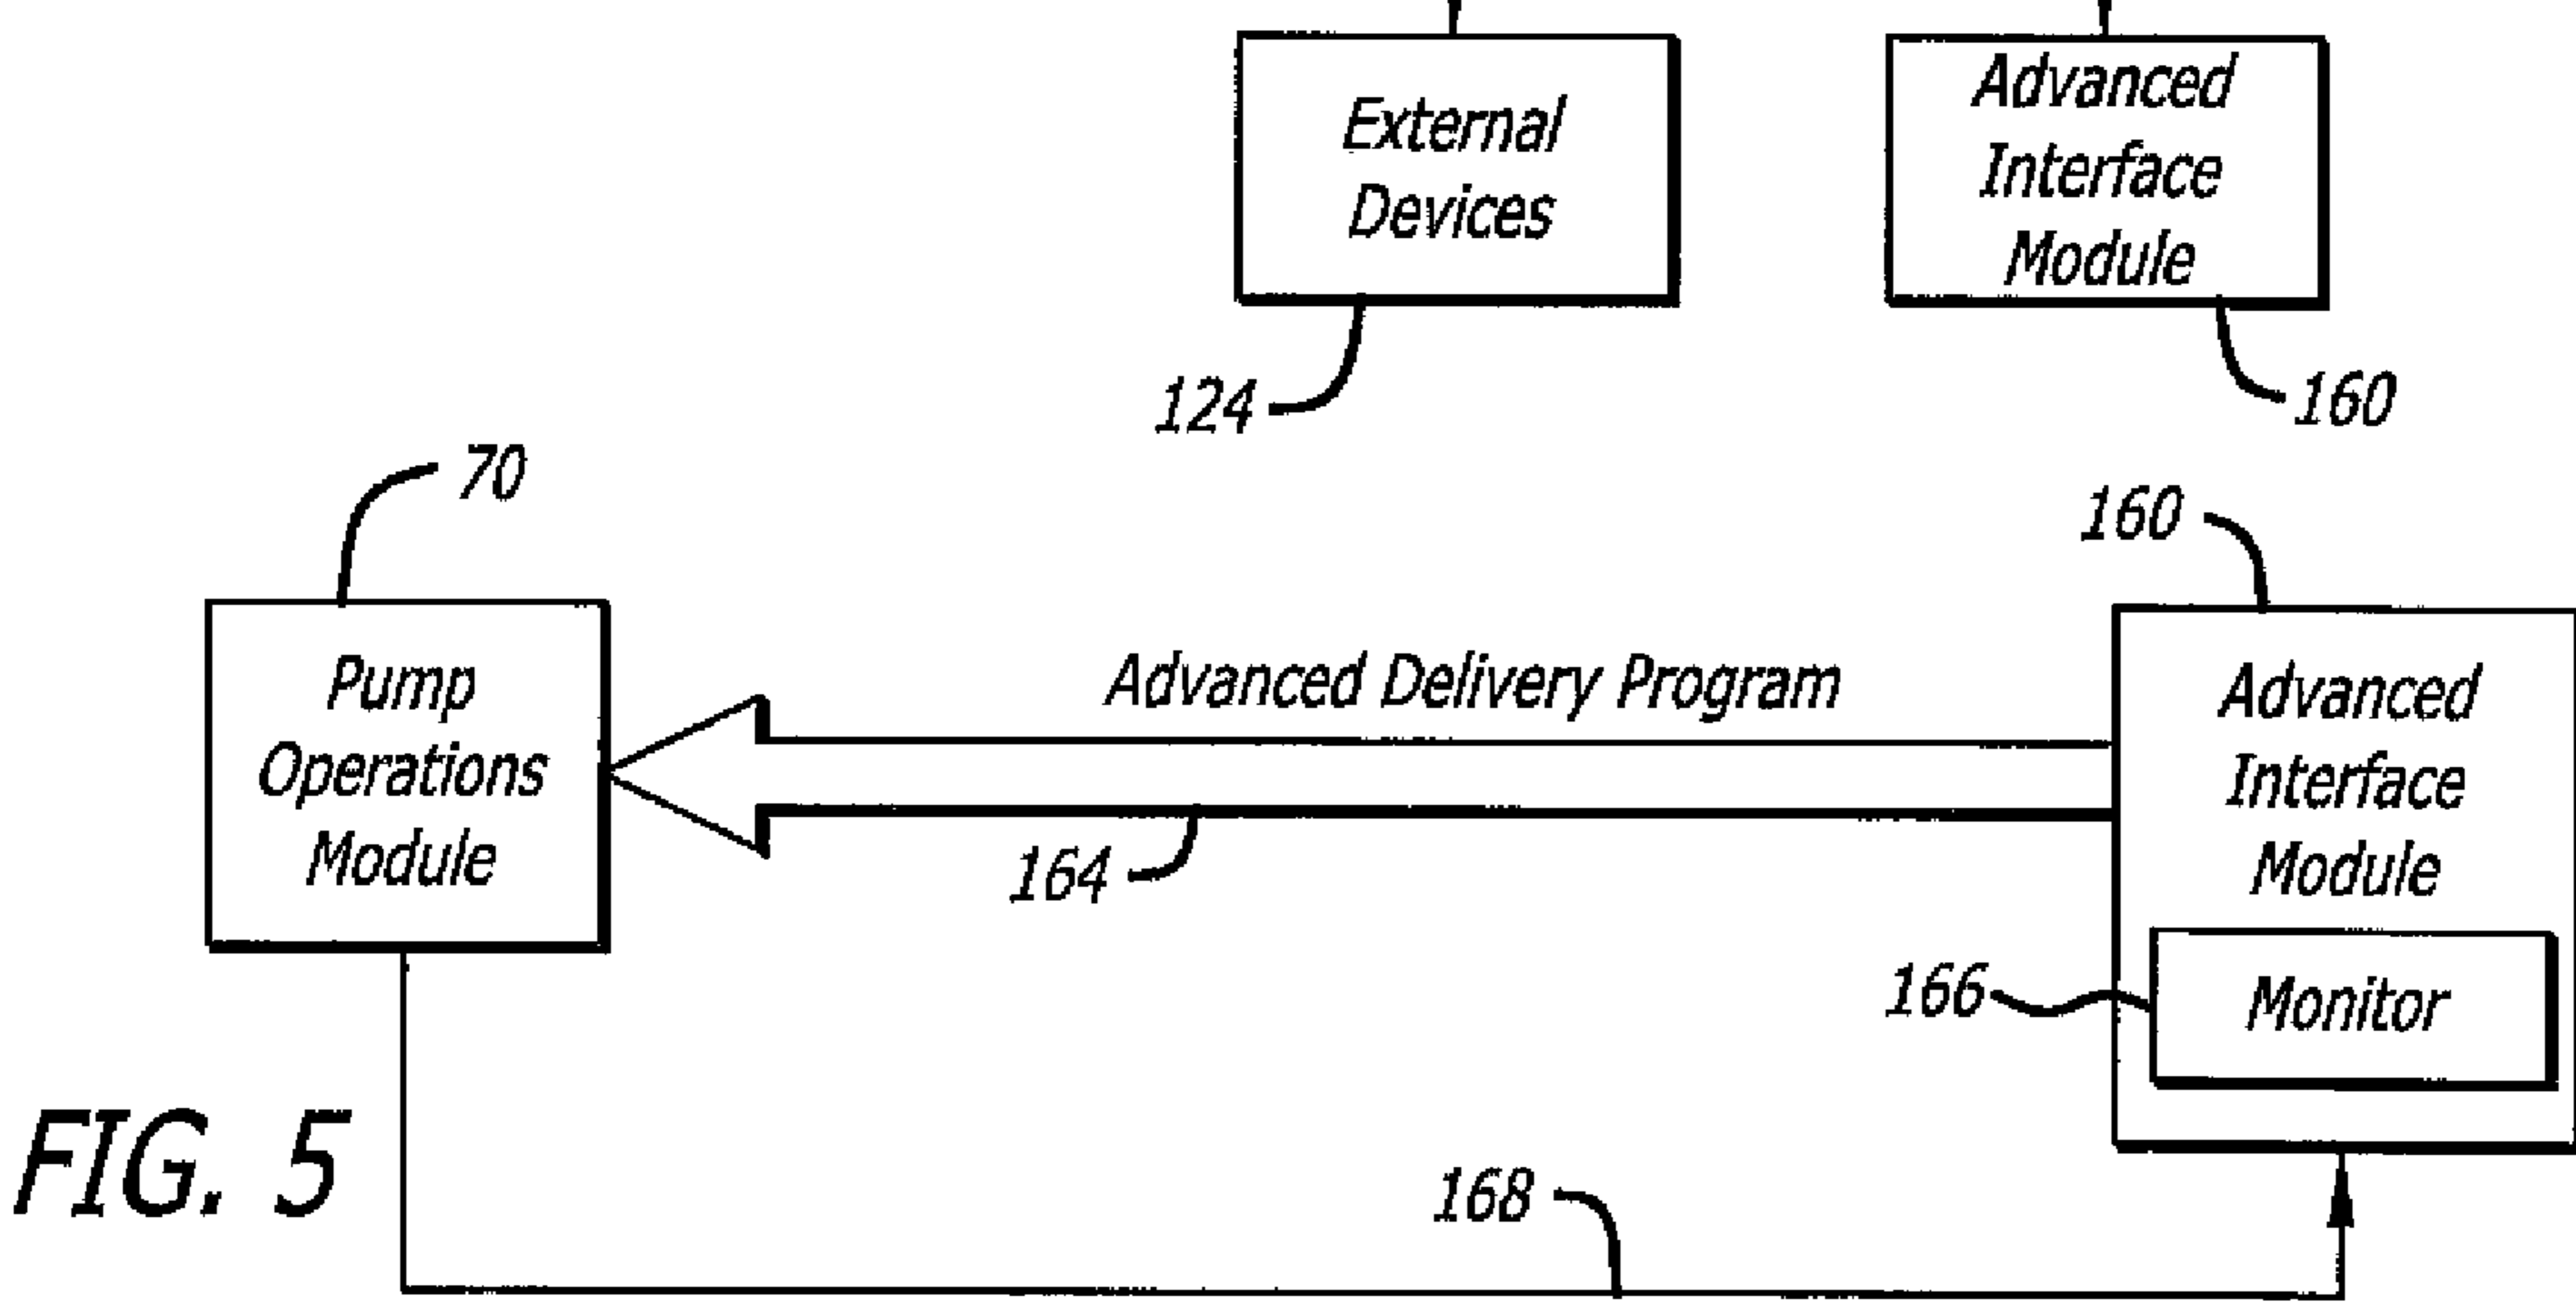 External
Devices
124
Advanced
Interface
Module
160
70
Pump
Operations
Module
Advanced Delivery Program
164
160
Advanced
Interface
Module
166
Monitor
168
FIG. 5